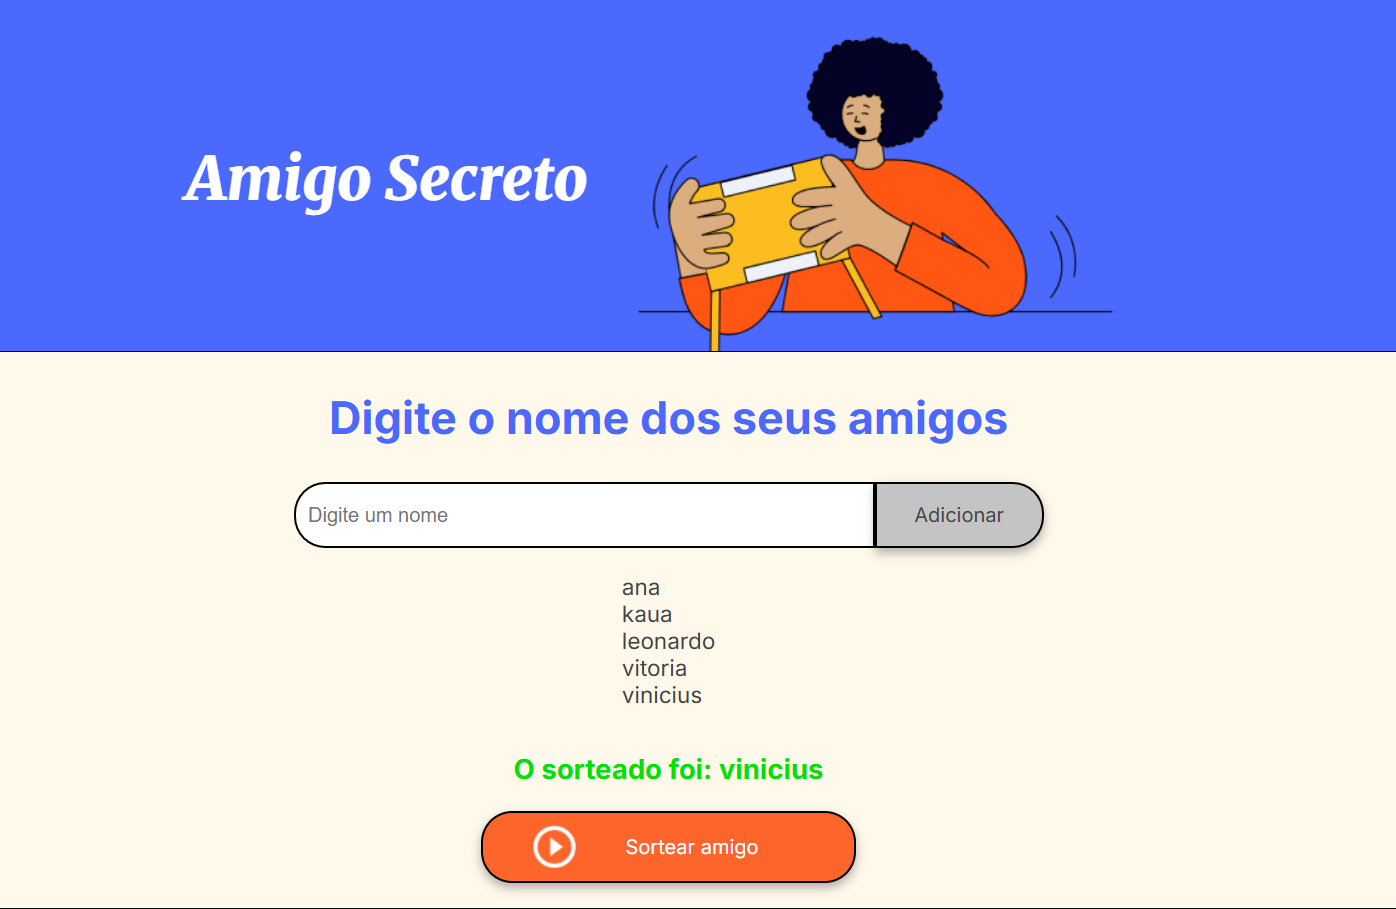 Amigo Secreto
Digite o nome dos seus amigos
Digite um nome
Adicionar
ana
kaua
leonardo
vitoria
vinicius
O sorteado foi: vinicius
Sortear amigo